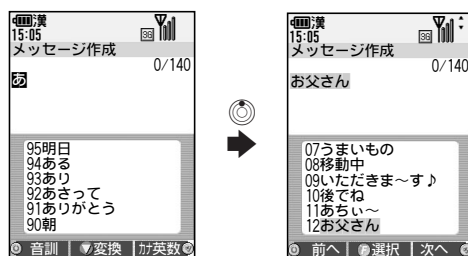 漢
15:05
36
メッセージ作成
0/140
あ
95明日
94ある
93あり
92あさって
91ありがとう
90朝
音訓 ▼変換 カナ英数
漢
15:05
36
メッセージ作成
0/140
お父さん
07うまいもの
08移動中
09いただきま～す♪
10後でね
11あちぃ～
12お父さん
前へ 選択 次へ